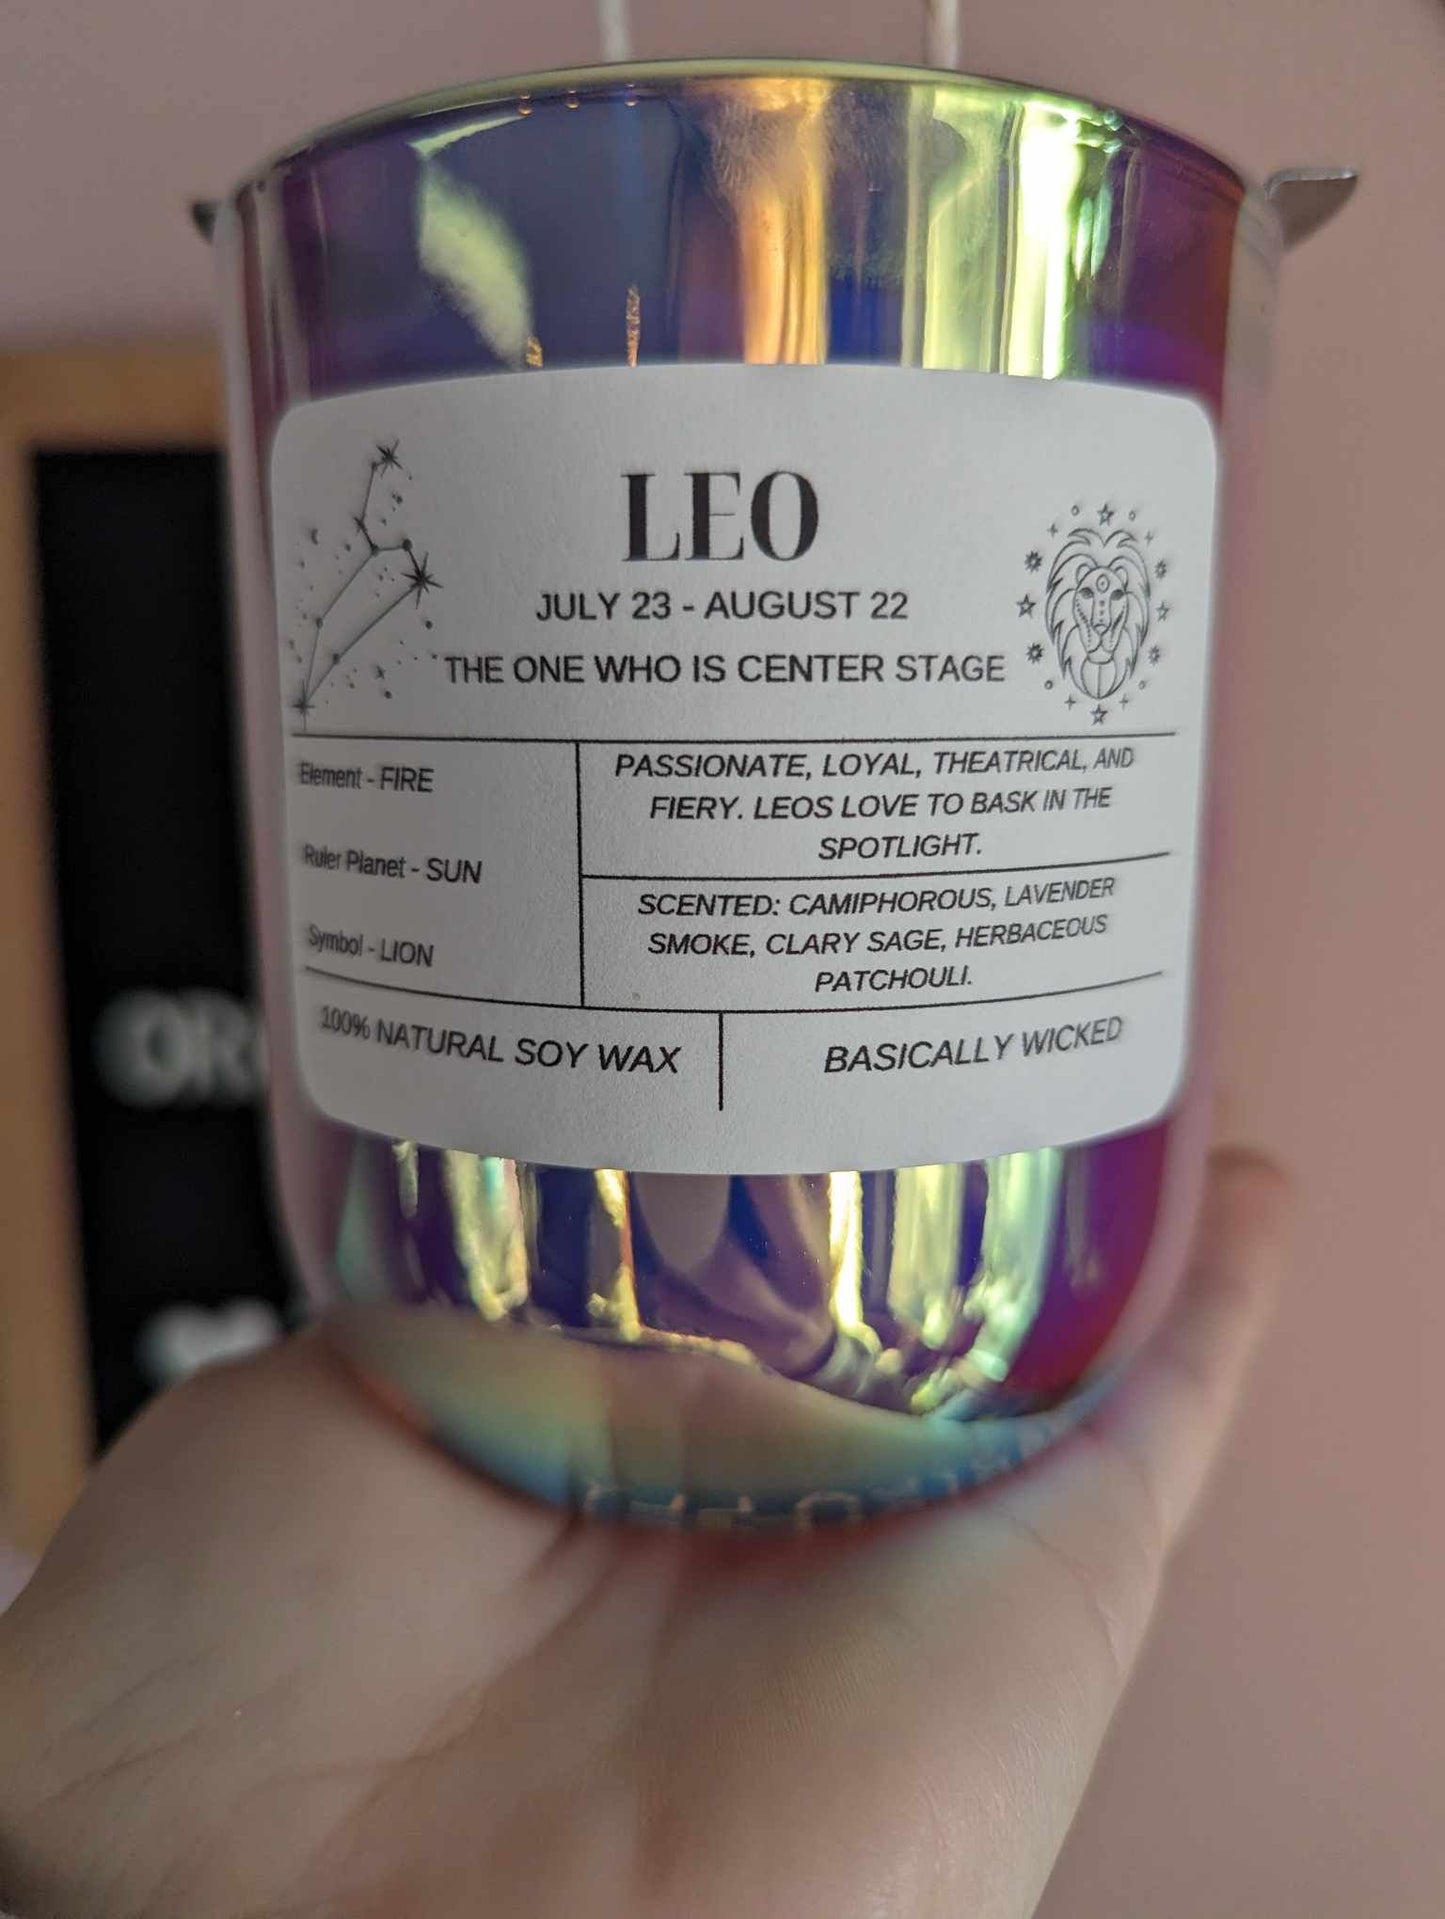 LEO
JULY 23 - AUGUST 22
THE ONE WHO IS CENTER STAGE
Element - FIRE
Ruler Planet - SUN
Symbol - LION
PASSIONATE, LOYAL, THEATRICAL, AND
FIERY. LEOS LOVE TO BASK IN THE
SPOTLIGHT.
SCENTED: CAMIPHOROUS, LAVENDER
SMOKE, CLARY SAGE, HERBACEOUS
PATCHOULI.
100% NATURAL SOY WAX
BASICALLY WICKED